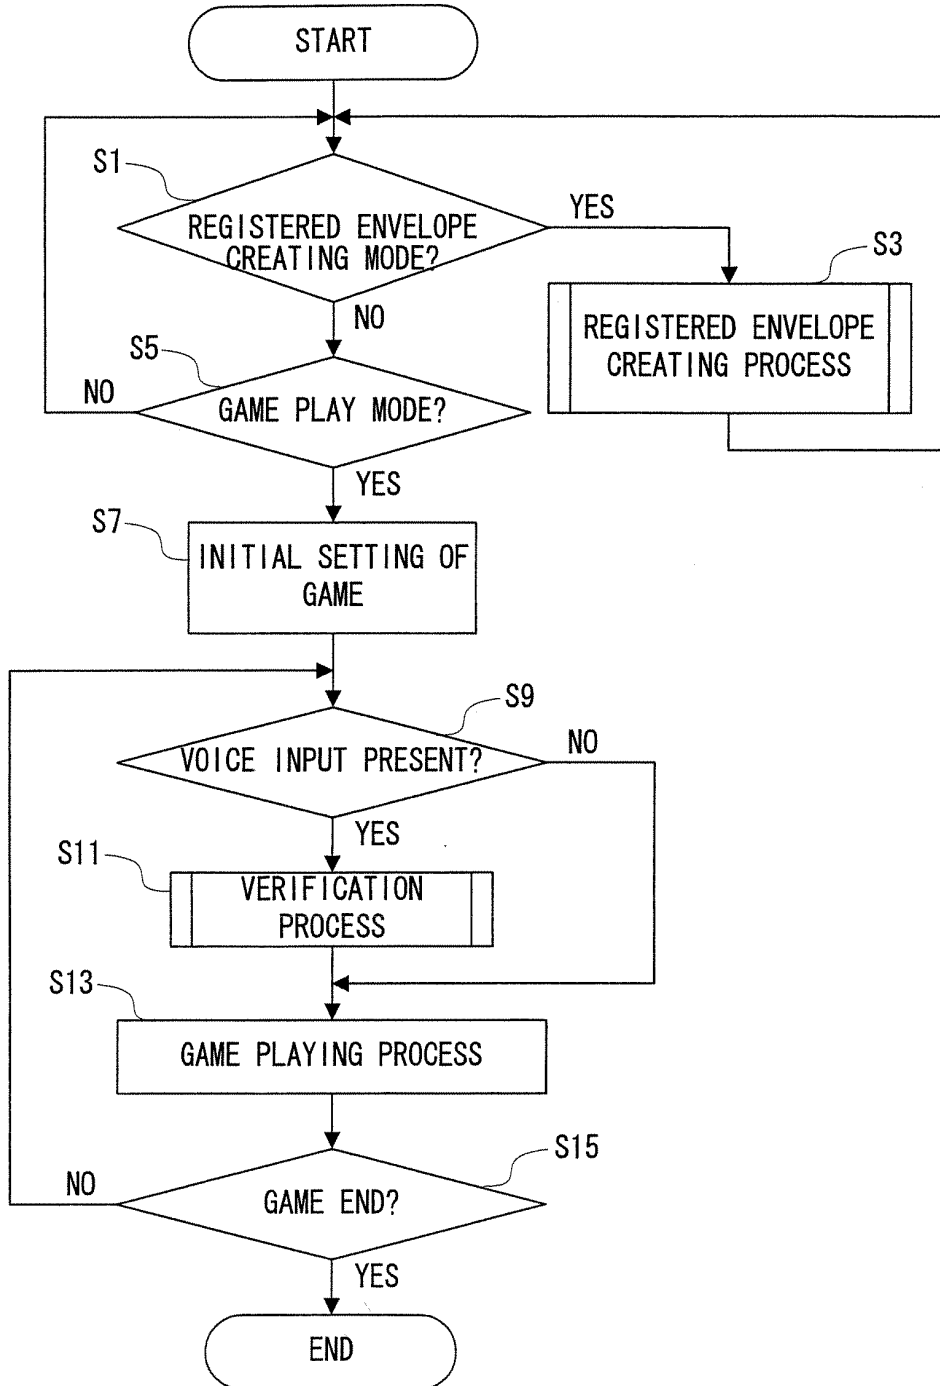 START
S1
REGISTERED ENVELOPE
CREATING MODE?
YES
S3
REGISTERED ENVELOPE
CREATING PROCESS
NO
S5
GAME PLAY MODE?
NO
YES
S7
INITIAL SETTING OF
GAME
S9
VOICE INPUT PRESENT?
NO
YES
S11
VERIFICATION
PROCESS
S13
GAME PLAYING PROCESS
S15
GAME END?
NO
YES
END